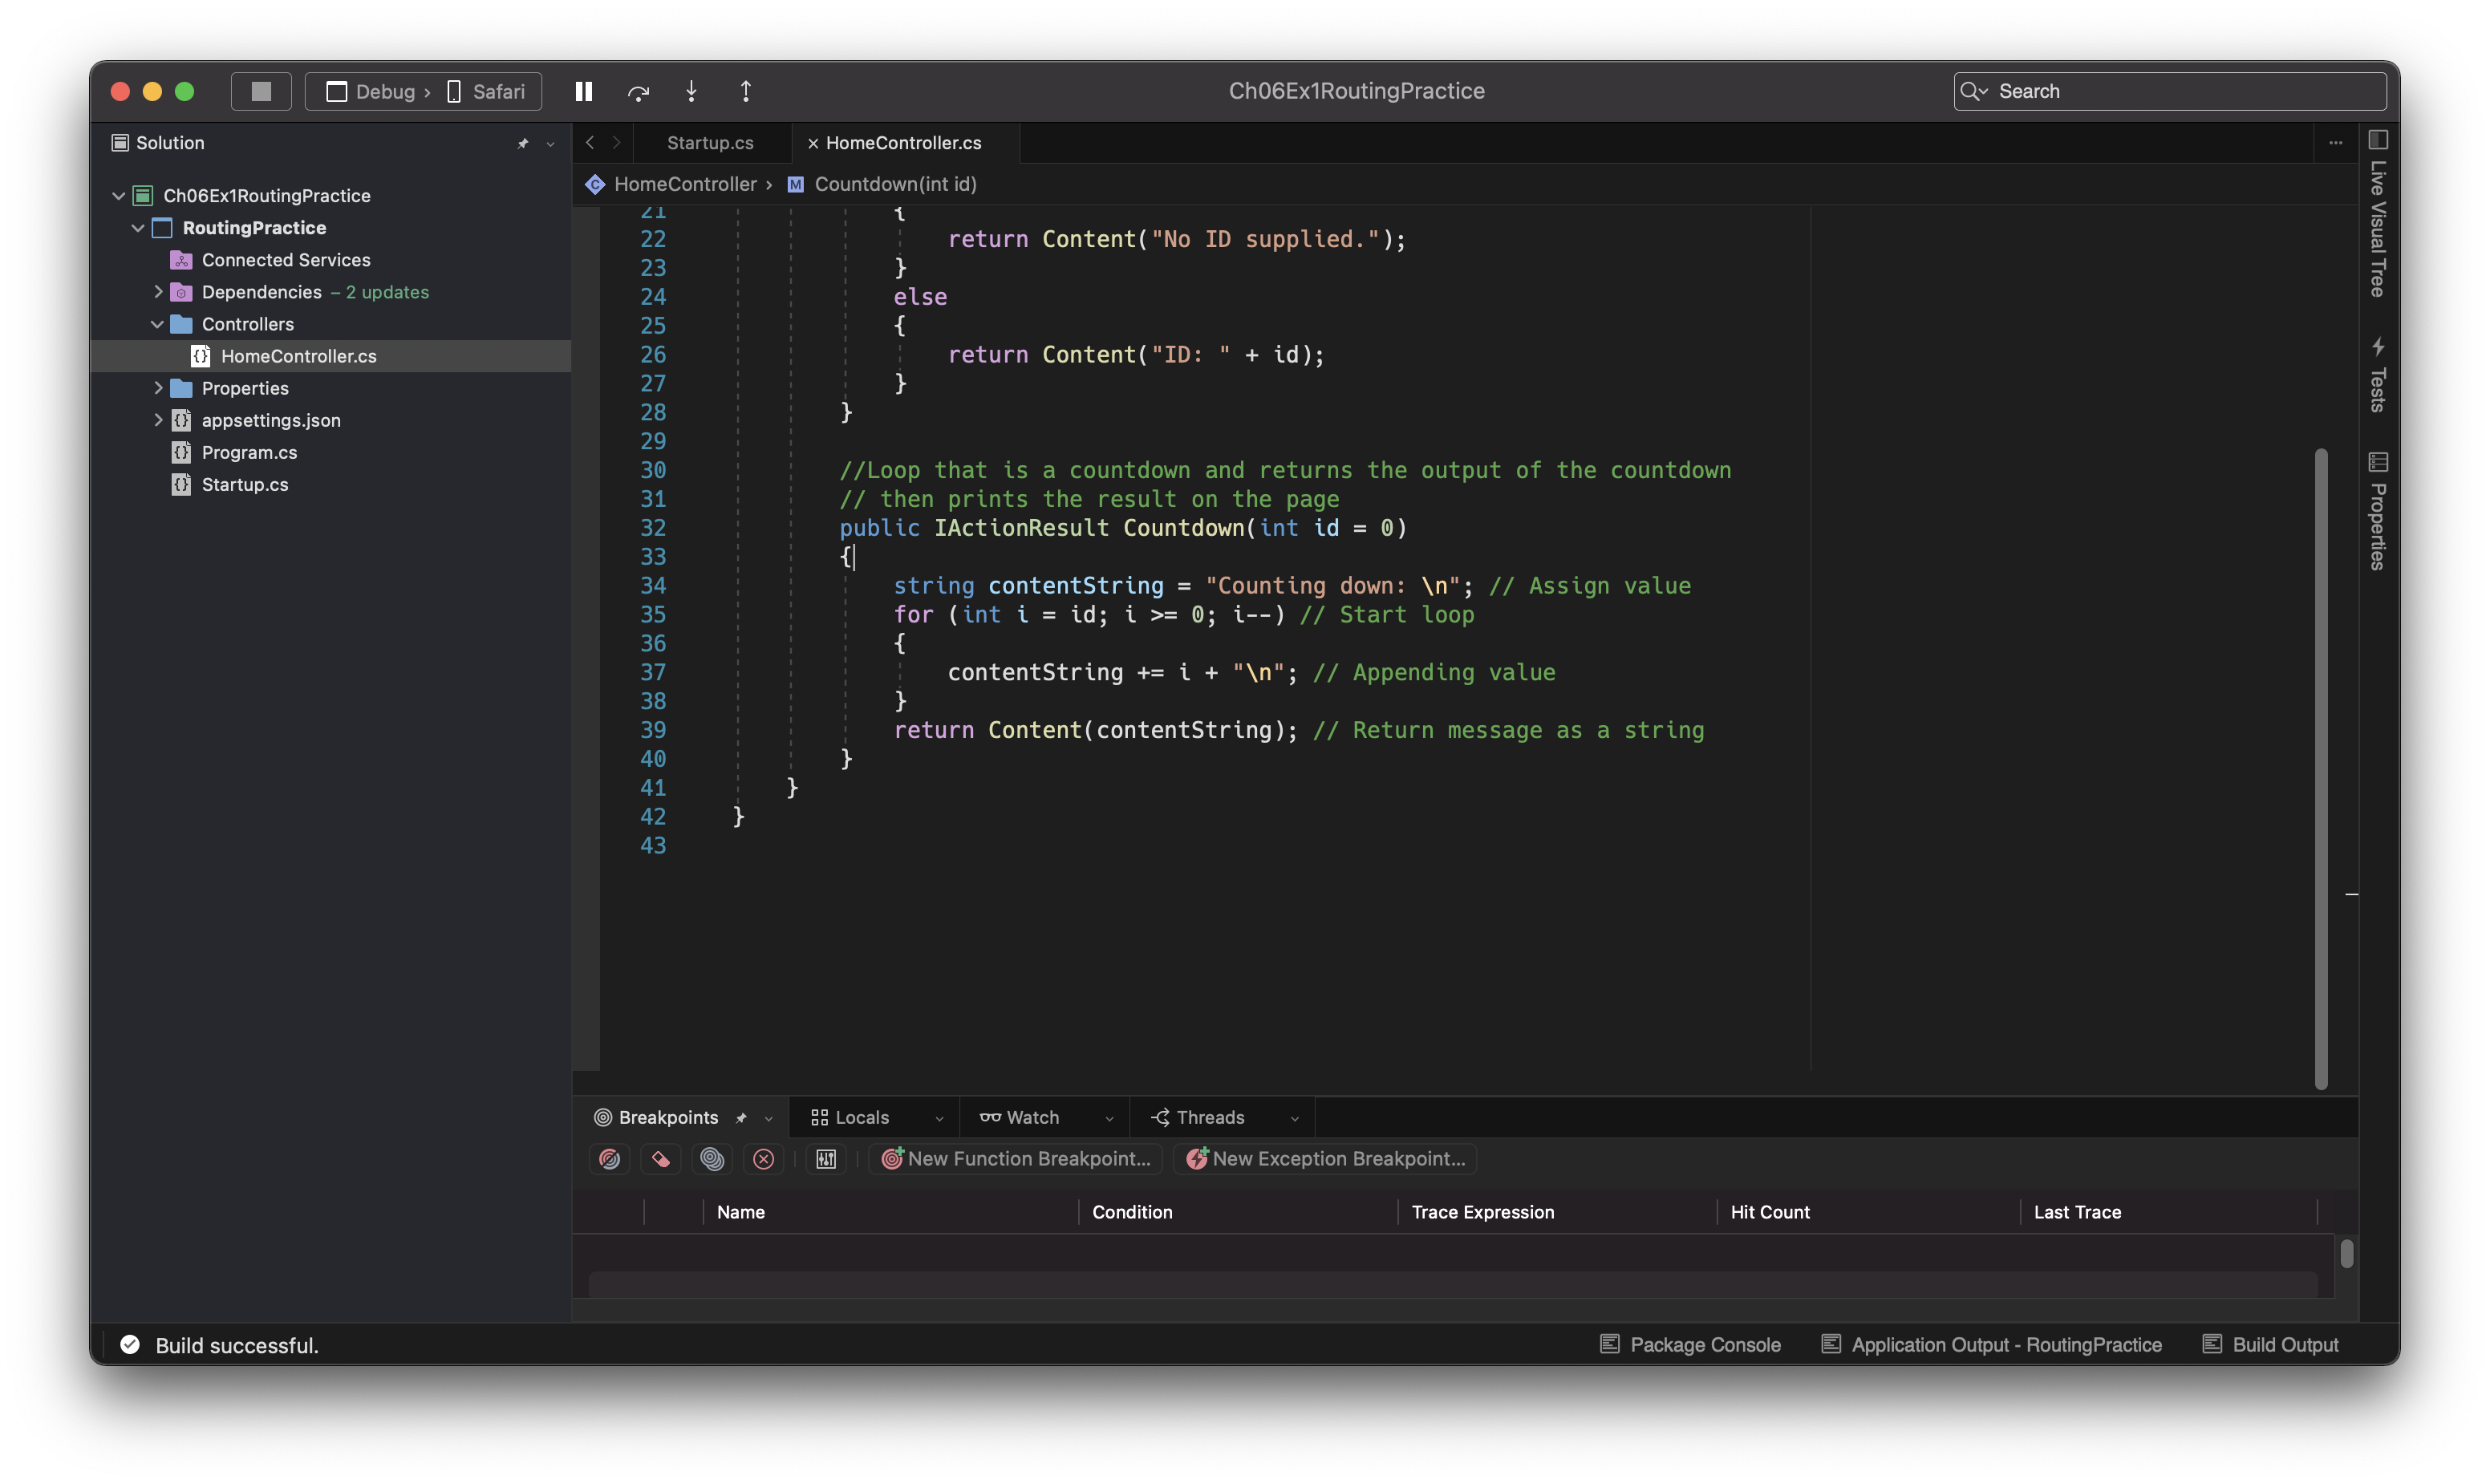 Debug › Safari
Ch06Ex1RoutingPractice
Search
Solution
Ch06Ex1RoutingPractice
RoutingPractice
Connected Services
Dependencies – 2 updates
Controllers
HomeController.cs
Properties
appsettings.json
Program.cs
Startup.cs
Startup.cs
HomeController.cs
HomeController › M Countdown(int id)
21 {
22 return Content("No ID supplied.");
23 }
24 else
25 {
26 return Content("ID: " + id);
27 }
28 }
29
30 //Loop that is a countdown and returns the output of the countdown
31 // then prints the result on the page
32 public IActionResult Countdown(int id = 0)
33 {
34 string contentString = "Counting down: \n"; // Assign value
35 for (int i = id; i >= 0; i--) // Start loop
36 {
37 contentString += i + "\n"; // Appending value
38 }
39 return Content(contentString); // Return message as a string
40 }
41 }
42 }
43
Live Visual Tree
Tests
Properties
Breakpoints
Locals
Watch
Threads
New Function Breakpoint...
New Exception Breakpoint...
Name Condition Trace Expression Hit Count Last Trace
Build successful.
Package Console
Application Output - RoutingPractice
Build Output